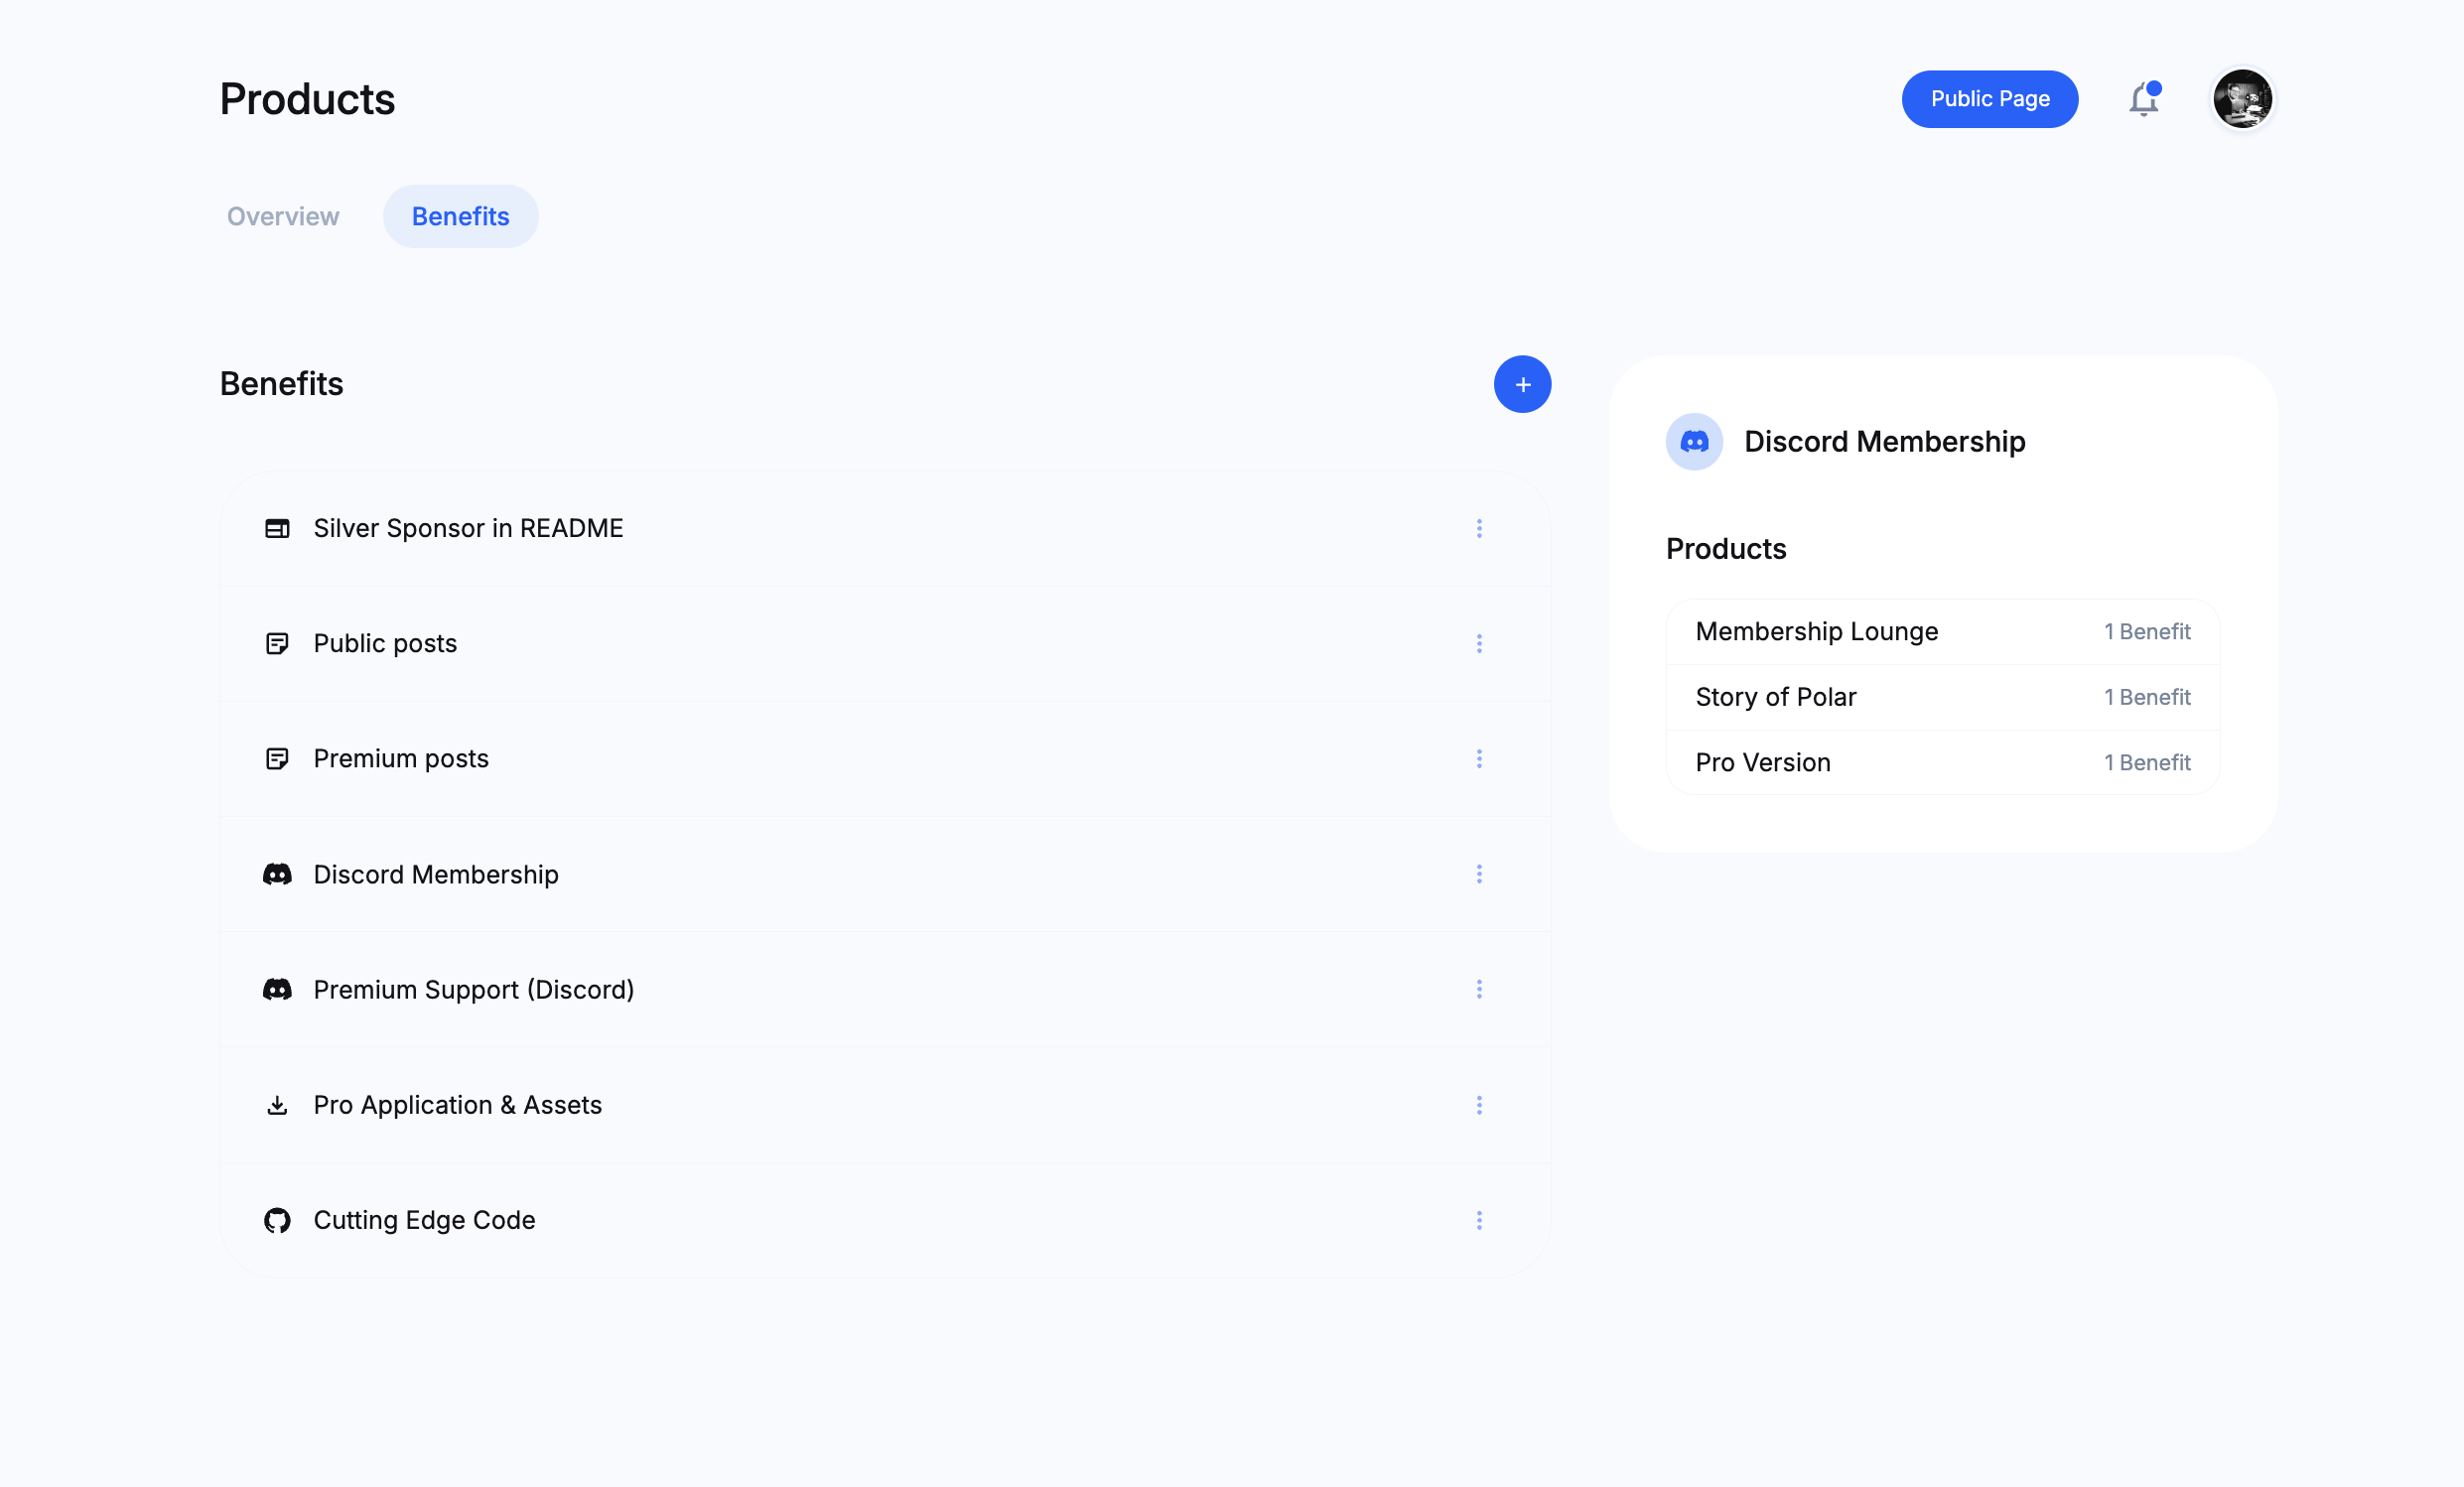 Products
Public Page
Overview
Benefits
Benefits
Silver Sponsor in README
Public posts
Premium posts
Discord Membership
Premium Support (Discord)
Pro Application & Assets
Cutting Edge Code
Discord Membership
Products
Membership Lounge 1 Benefit
Story of Polar 1 Benefit
Pro Version 1 Benefit